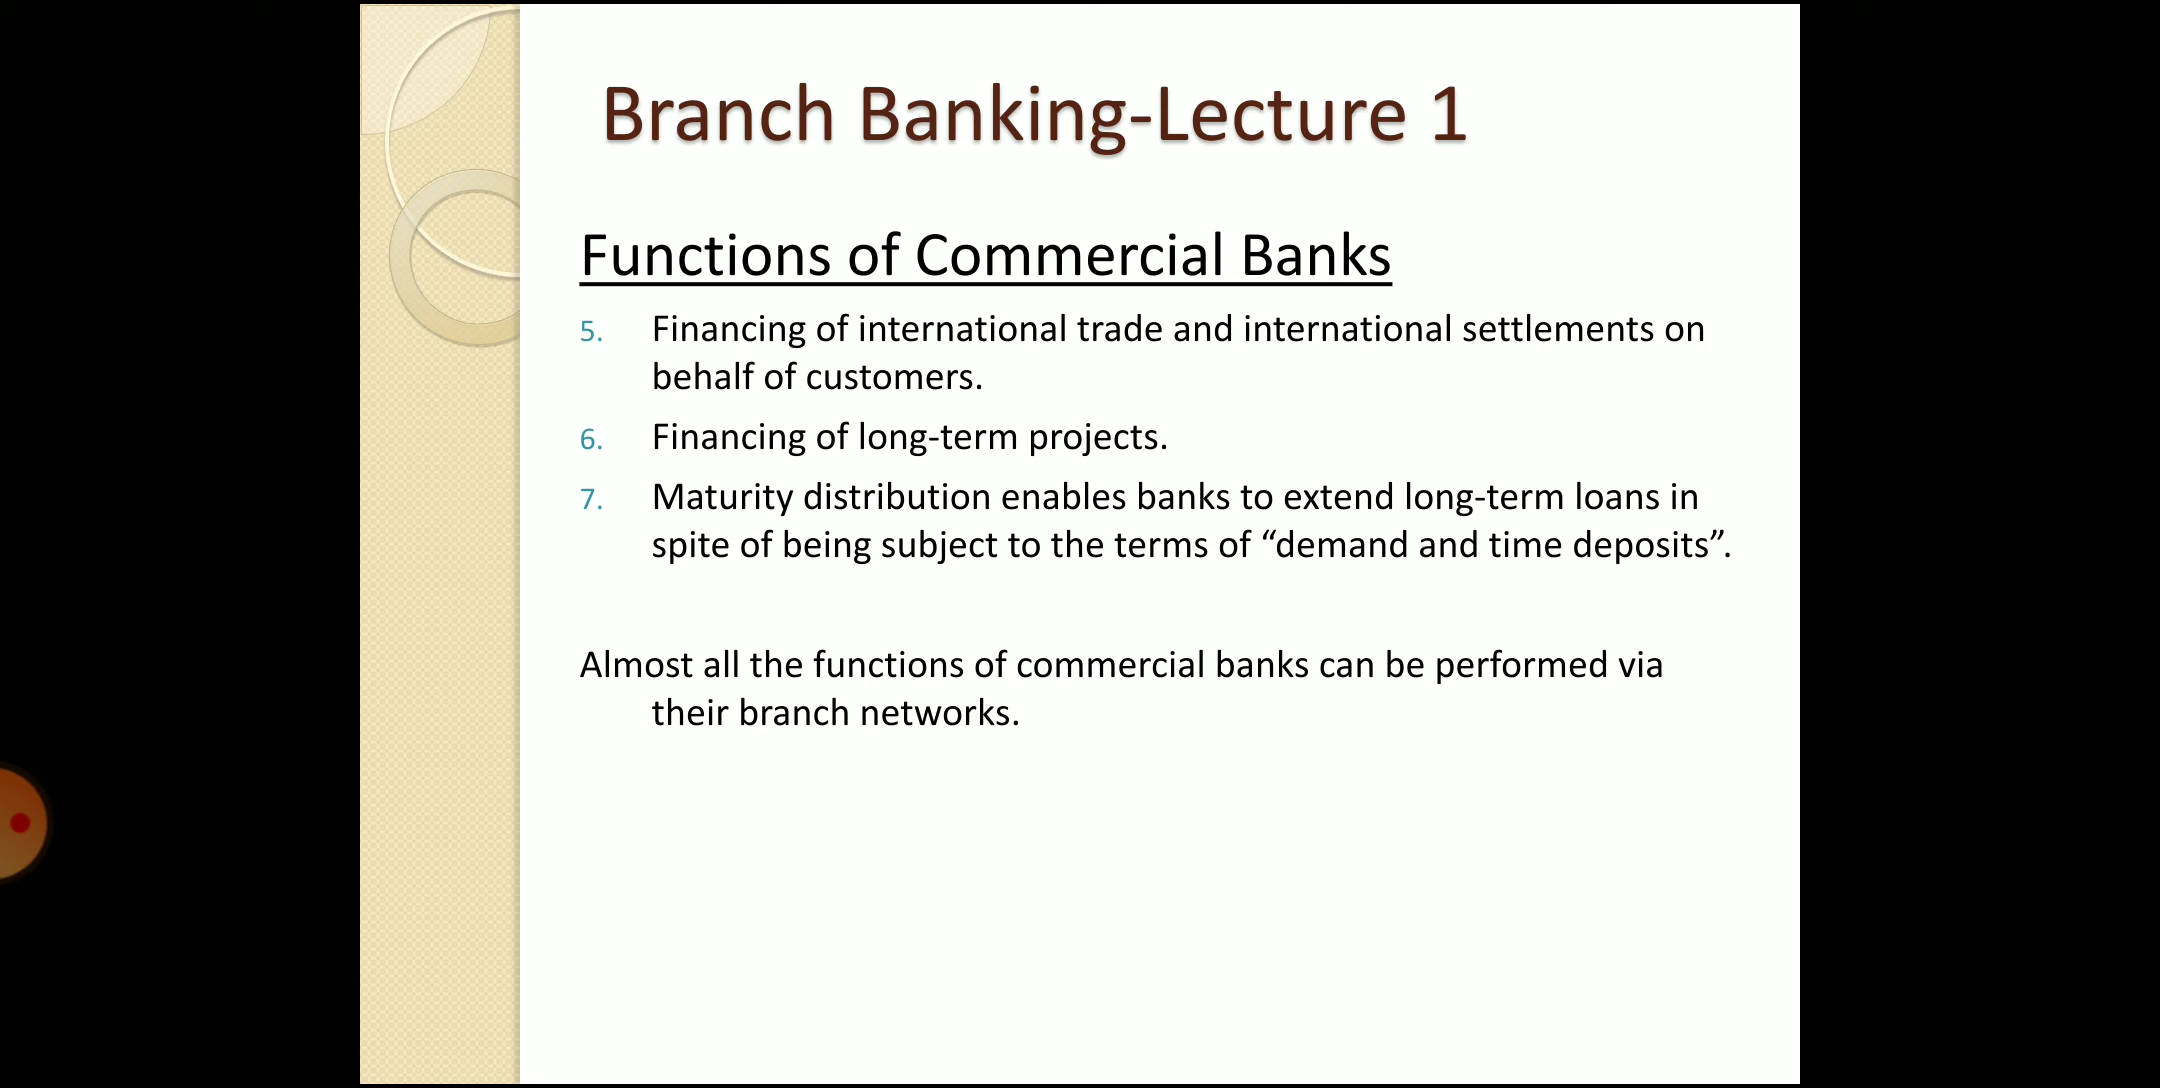 Branch Banking-Lecture 1
Functions of Commercial Banks
5. Financing of international trade and international settlements on
behalf of customers.
6. Financing of long-term projects.
7. Maturity distribution enables banks to extend long-term loans in
spite of being subject to the terms of “demand and time deposits”.
Almost all the functions of commercial banks can be performed via
their branch networks.